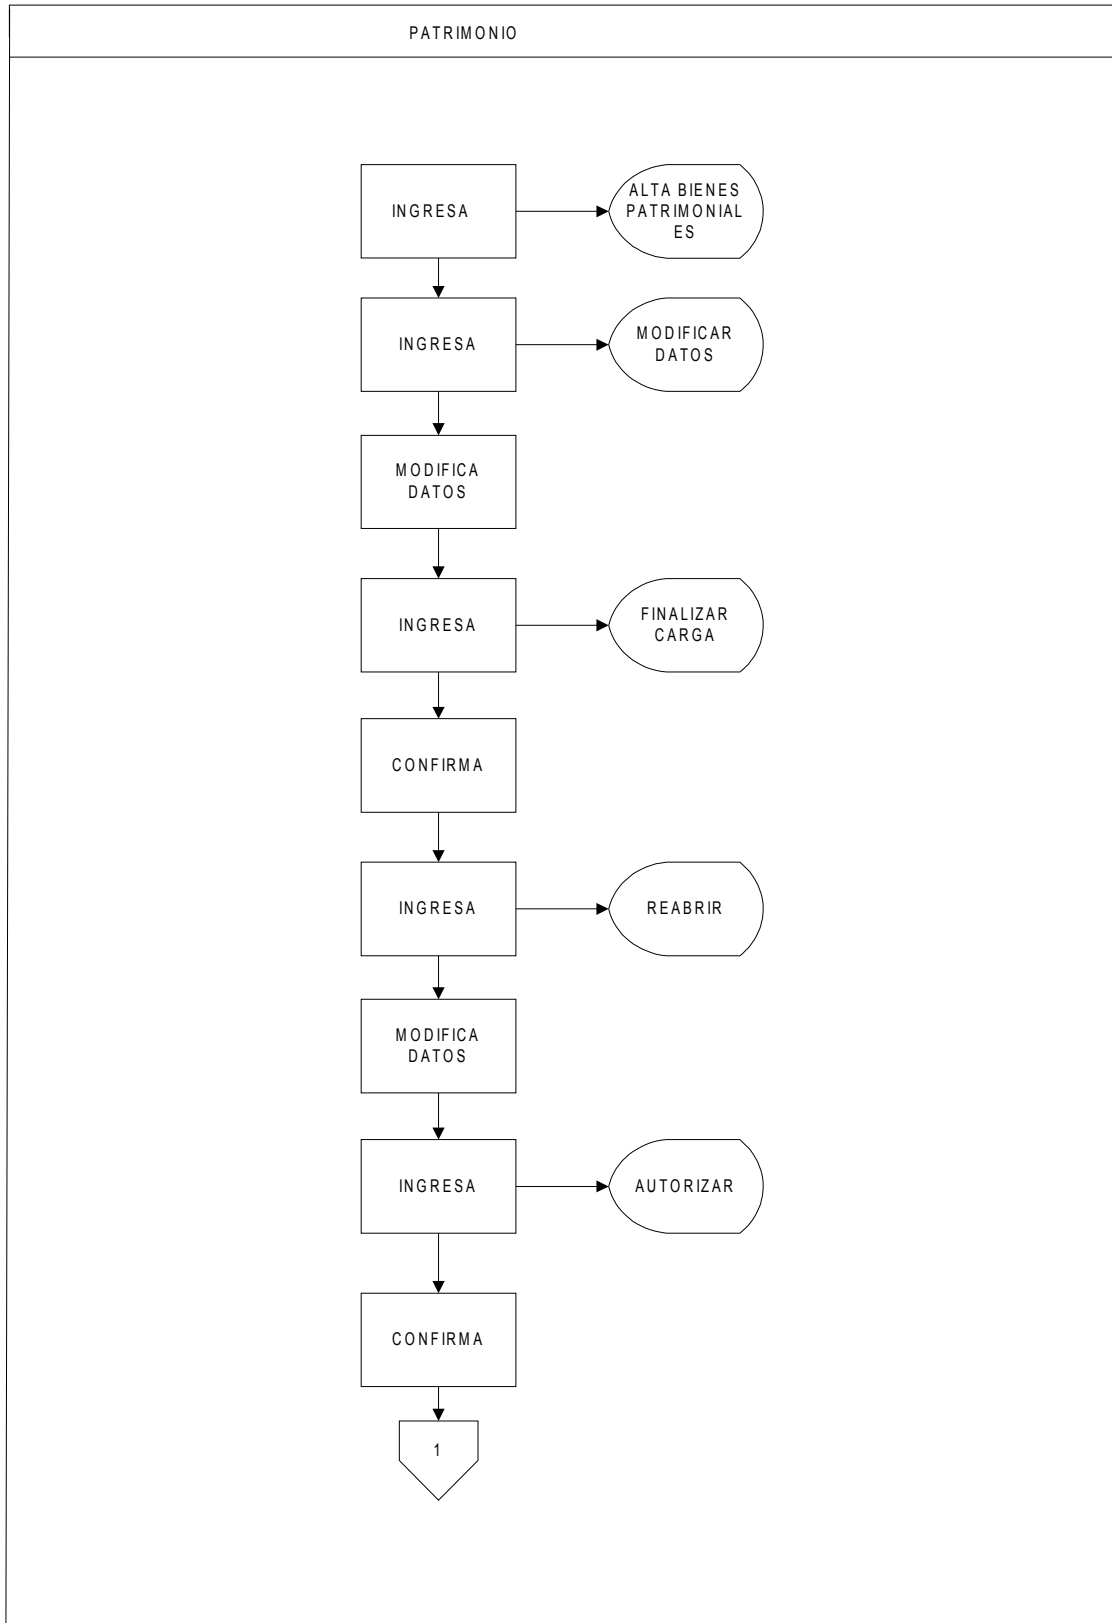 PATRIMONIO
INGRESA
ALTA BIENES
PATRIMONIAL
ES
INGRESA
MODIFICAR
DATOS
MODIFICA
DATOS
INGRESA
FINALIZAR
CARGA
CONFIRMA
INGRESA
REABRIR
MODIFICA
DATOS
INGRESA
AUTORIZAR
CONFIRMA
1